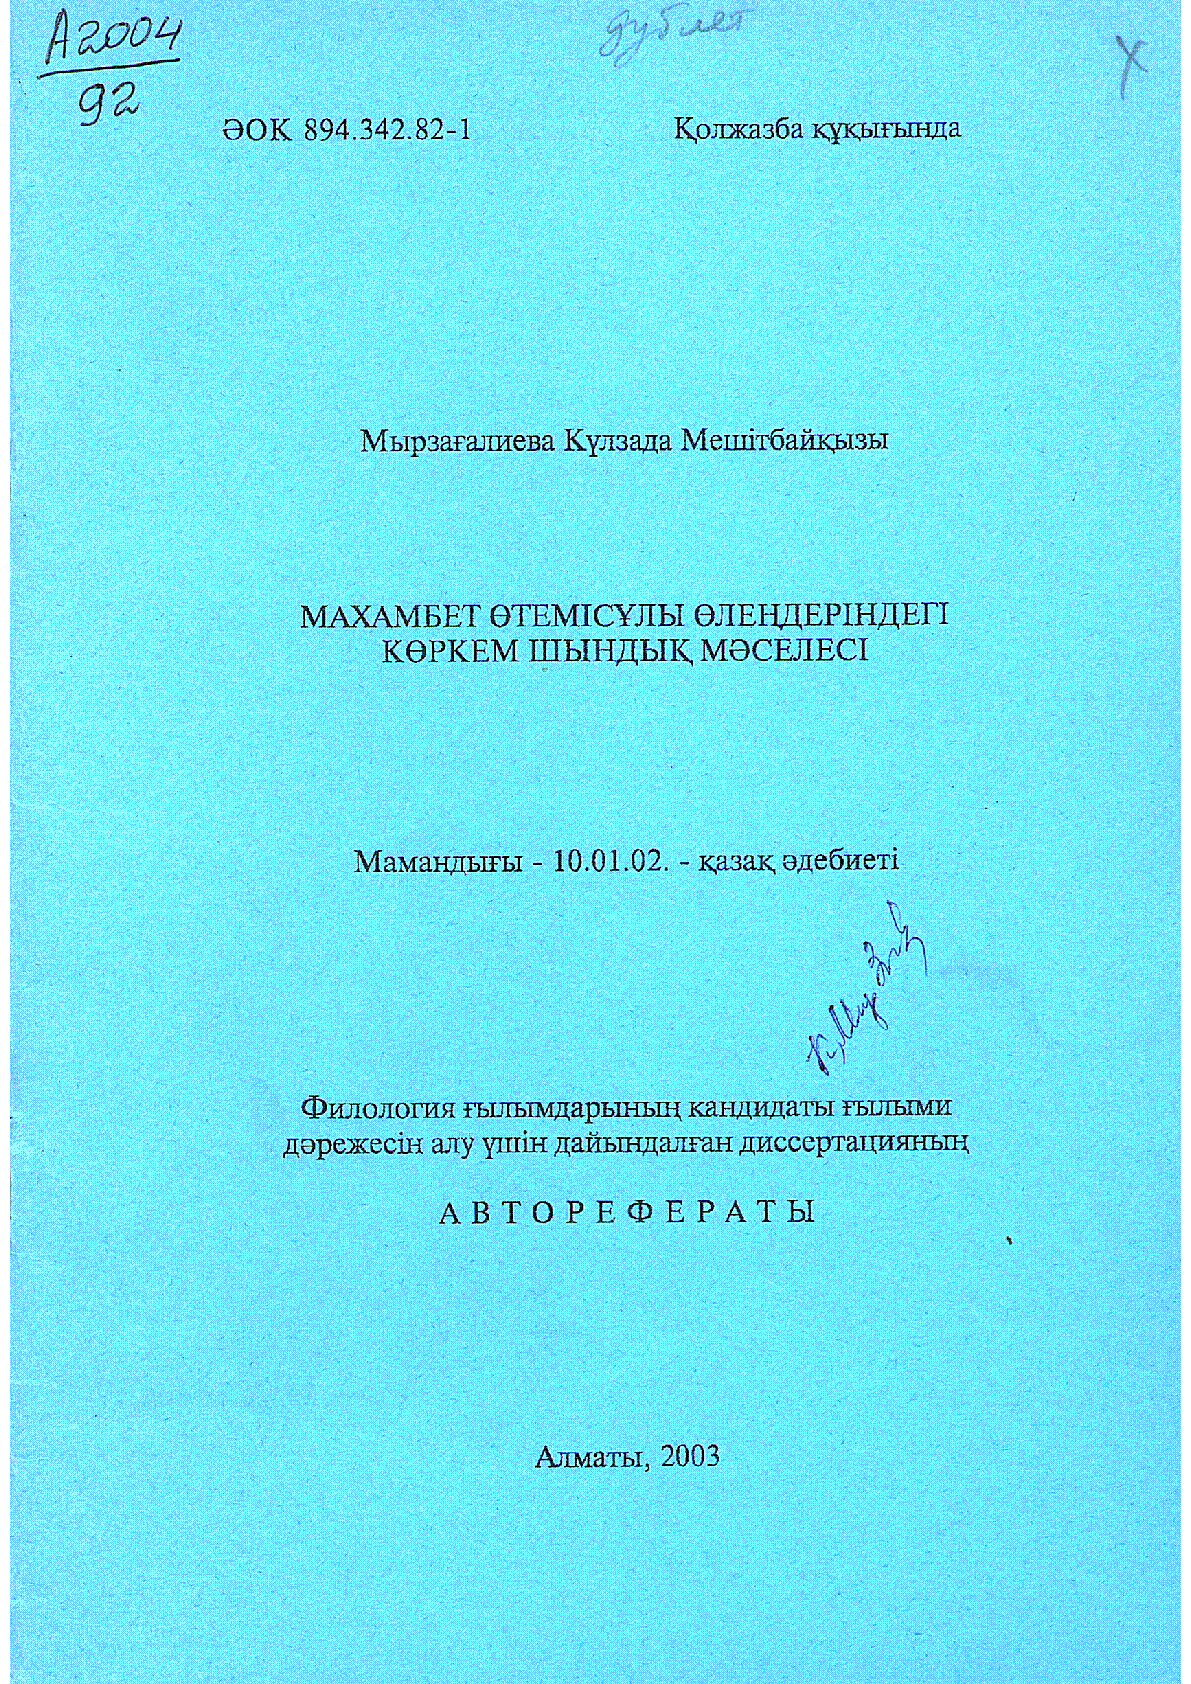 А2004
92
дублет
ӘОК 894.342.82-1
Қолжазба құқығында
Мырзағалиева Күлзада Мешітбайқызы
МАХАМБЕТ ӨТЕМІСҰЛЫ ӨЛЕҢДЕРІНДЕГІ
КӨРКЕМ ШЫНДЫҚ МӘСЕЛЕСІ
Мамандығы - 10.01.02. - қазақ әдебиеті
Филология ғылымдарының кандидаты ғылыми
дәрежесін алу үшін дайындалған диссертацияның
А В Т О Р Е Ф Е Р А Т Ы
Алматы, 2003